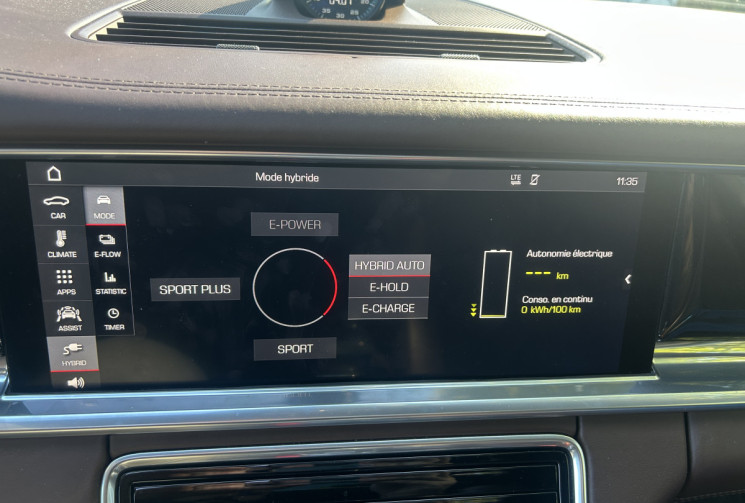 Mode hybride
LTE
11:35
CAR
MODE
CLIMATE
E-FLOW
APPS
STATISTIC
ASSIST
TIMER
HYBRID
E-POWER
SPORT PLUS
HYBRID AUTO
E-HOLD
E-CHARGE
SPORT
Autonomie électrique
--- km
Conso. en continu
0 kWh/100 km